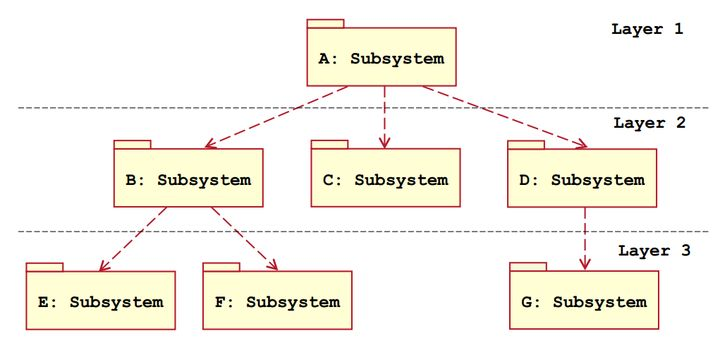 Layer 1
A: Subsystem
Layer 2
B: Subsystem
C: Subsystem
D: Subsystem
Layer 3
E: Subsystem
F: Subsystem
G: Subsystem